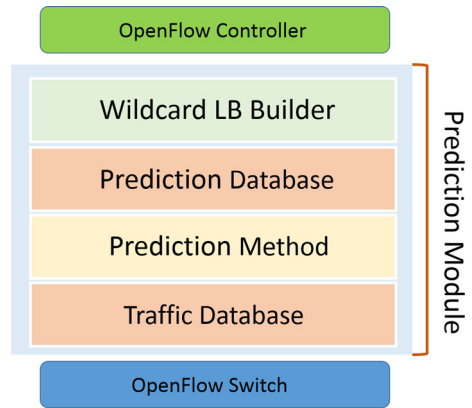 OpenFlow Controller
Wildcard LB Builder
Prediction Database
Prediction Method
Traffic Database
OpenFlow Switch
Prediction Module